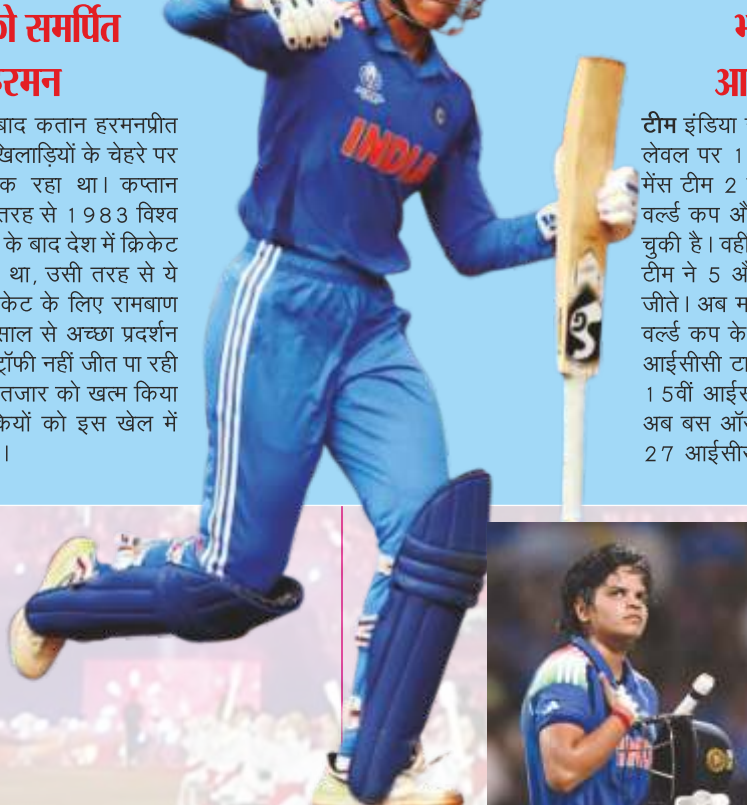 को समर्पित
हरमन
बाद कतान हरमनप्रीत
खिलाड़ियों के चेहरे पर
क रहा था। कप्तान
तरह से 1983 विश्व
के बाद देश में क्रिकेट
था, उसी तरह से ये
केट के लिए रामबाण
साल से अच्छा प्रदर्शन
ट्रॉफी नहीं जीत पा रही
तजार को खत्म किया
कियों को इस खेल में
।
टीम इंडिया
लेवल पर 1
मेंस टीम 2
वर्ल्ड कप औ
चुकी है। वही
टीम ने 5 औ
जीते। अब म
वर्ल्ड कप के
आईसीसी टा
15वीं आईस
अब बस ऑस
27 आईसीस
INDIA